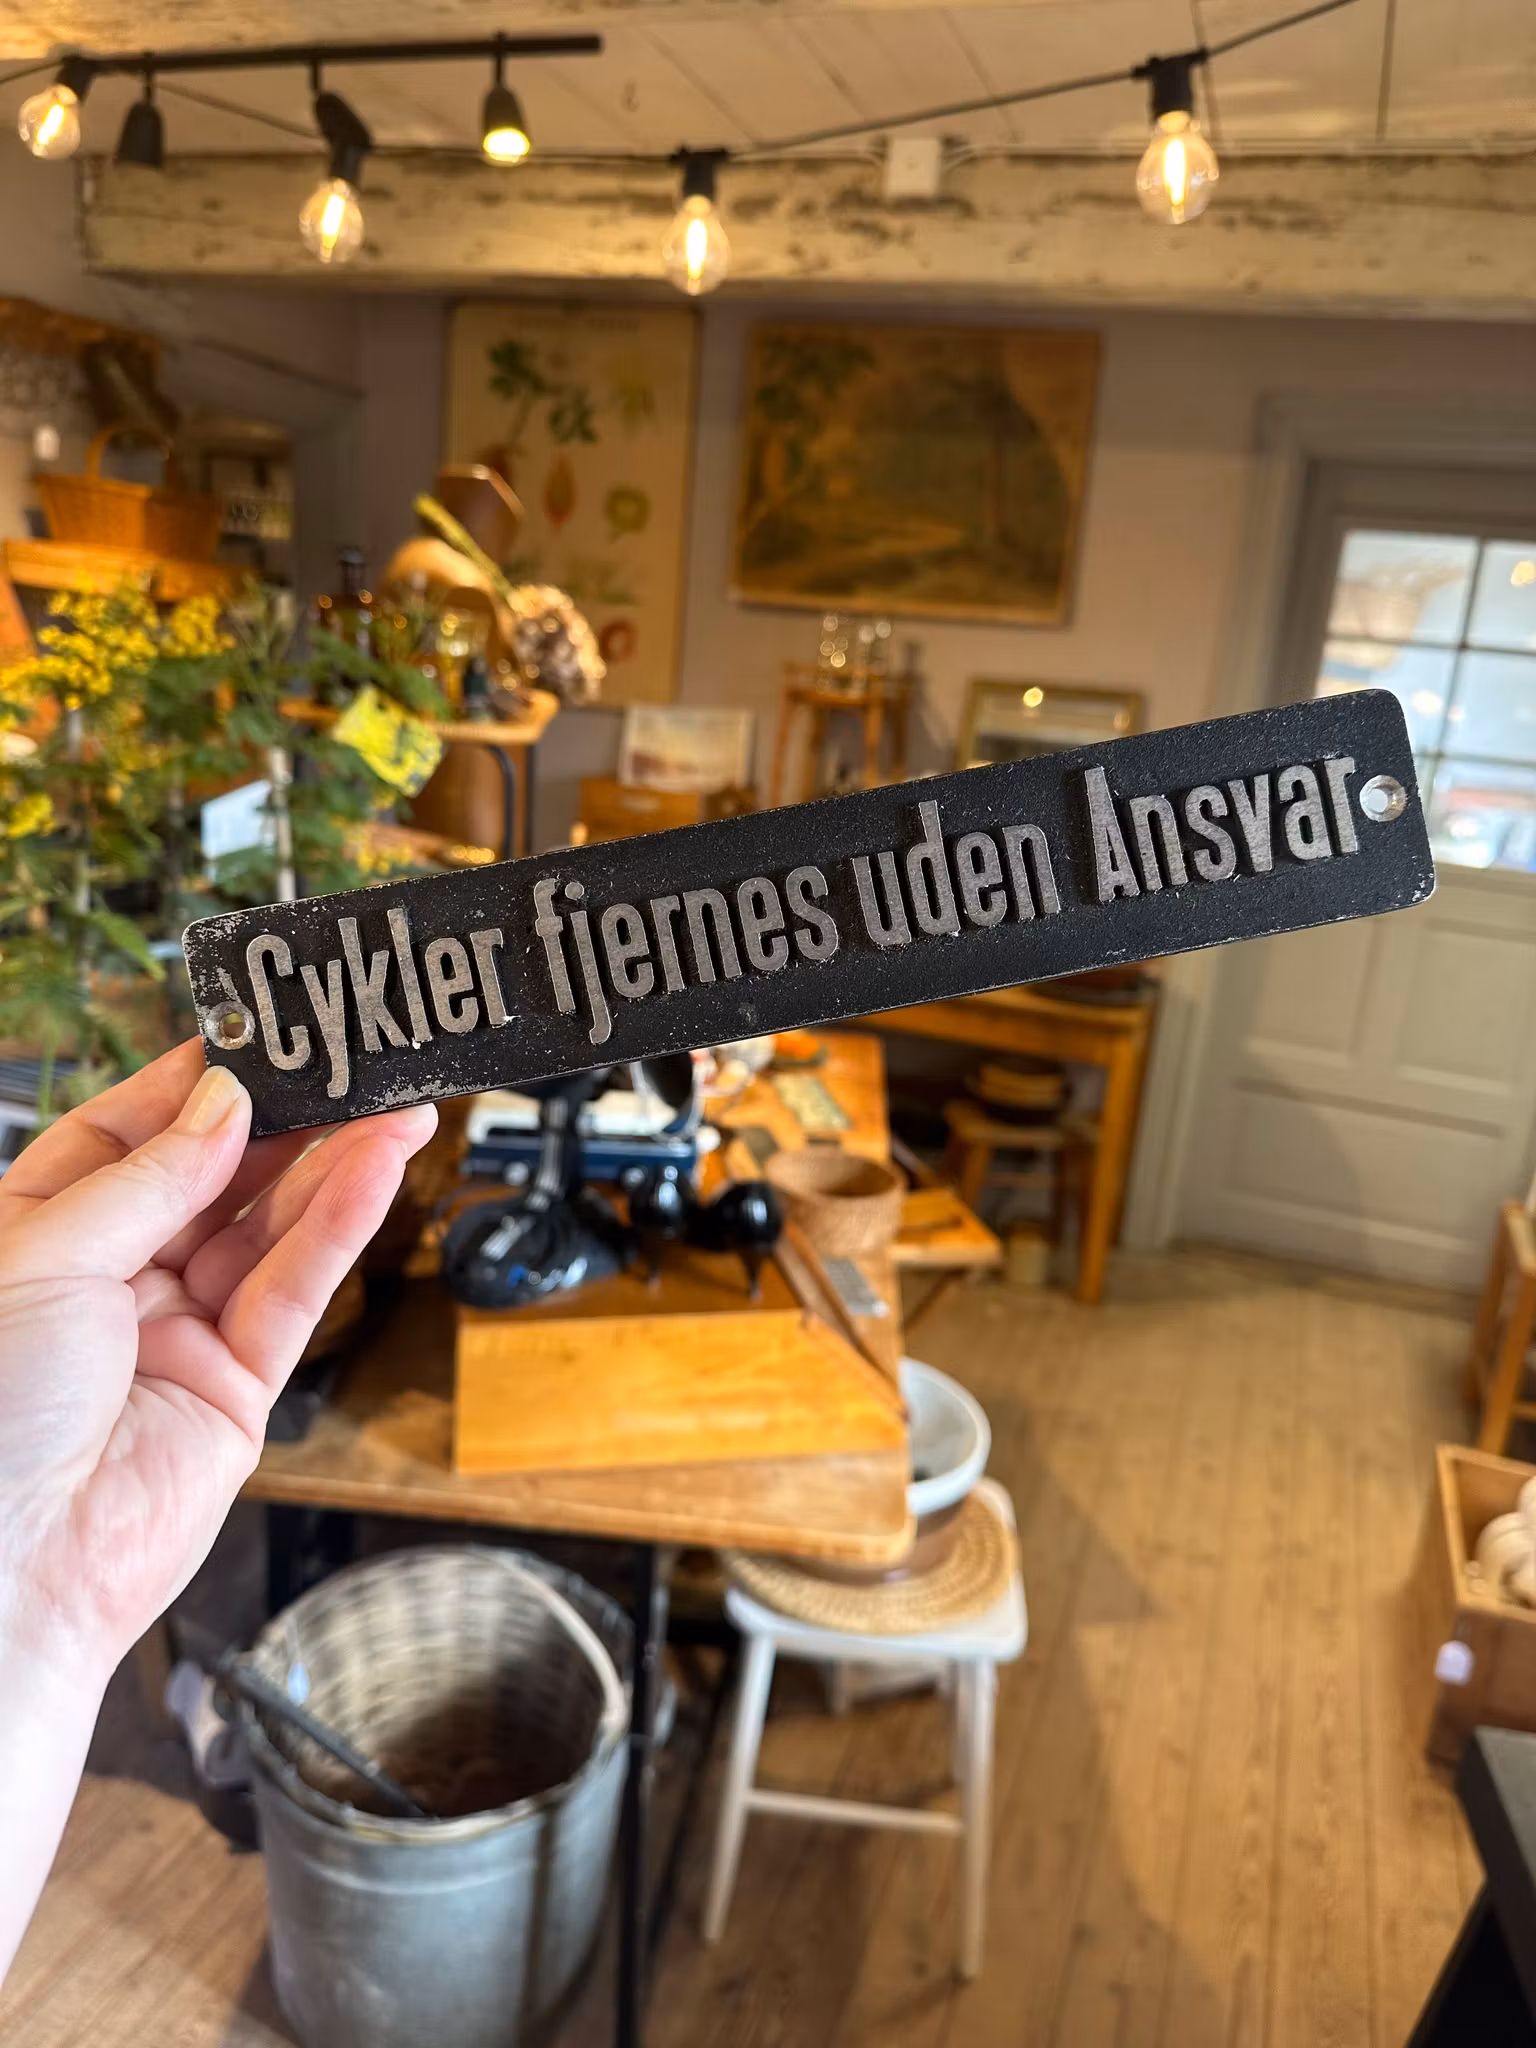 Cykler fjernes uden Ansvar